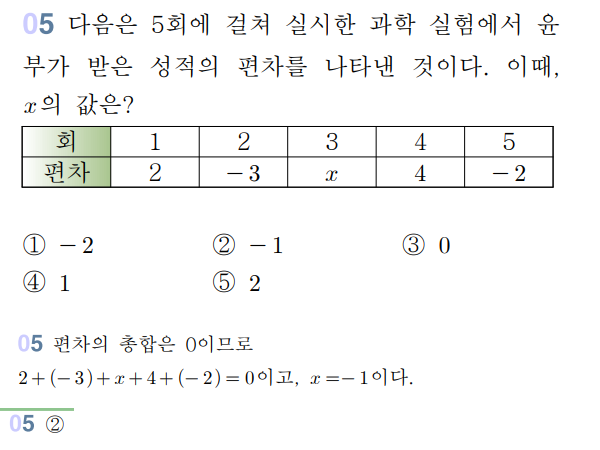 05 다음은 5회에 걸쳐 실시한 과학 실험에서 윤
부가 받은 성적의 편차를 나타낸 것이다. 이때,
x의 값은?
회 1 2 3 4 5
편차 2 −3 x 4 −2
① −2 ② −1 ③ 0
④ 1 ⑤ 2
05 편차의 총합은 0이므로
2+(−3)+x+4+(−2)=0이고, x=−1이다.
05 ②